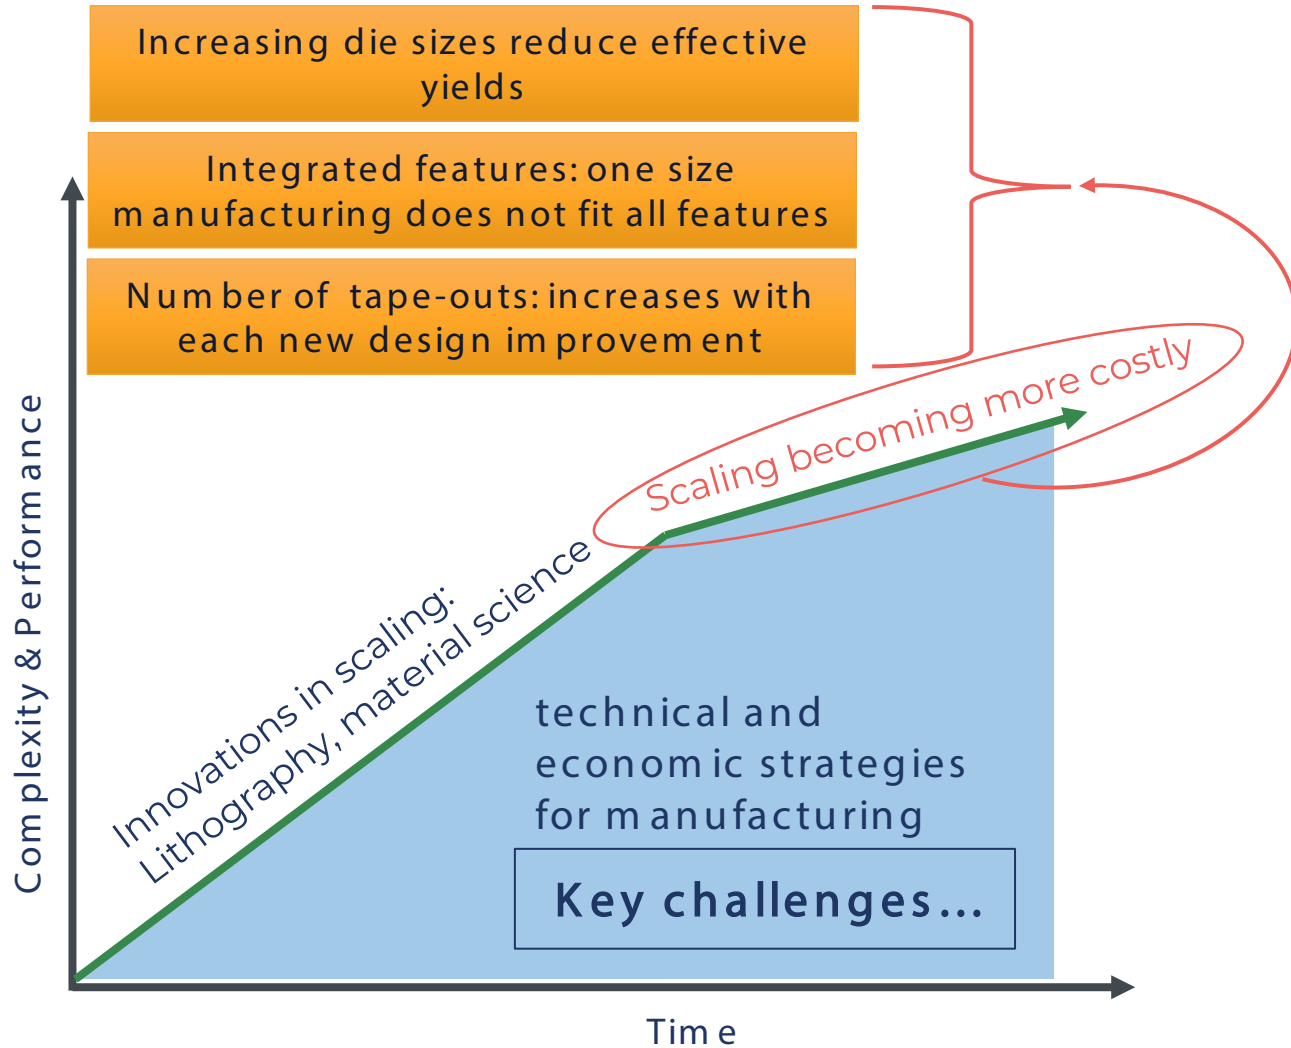 Increasing die sizes reduce effective
yields
Integrated features: one size
manufacturing does not fit all features
Number of tape-outs: increases with
each new design improvement
Scaling becoming more costly
Complexity & Performance
Innovations in scaling:
Lithography, material science
technical and
economic strategies
for manufacturing
Key challenges...
Time